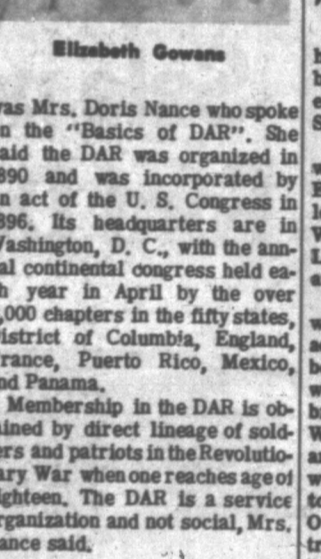 Elizabeth Gowans
was Mrs. Doris Nance who spoke
n the "Basics of DAR". She
aid the DAR was organized in
890 and was incorporated by
n act of the U. S. Congress in
896. Its headquarters are in
Washington, D. C., with the ann-
al continental congress held ea-
h year in April by the over
,000 chapters in the fifty states,
istrict of Columbia, England,
rance, Puerto Rico, Mexico,
nd Panama.
Membership in the DAR is ob-
ained by direct lineage of sold-
ers and patriots in the Revolutio-
ary War when one reaches age of
ighteen. The DAR is a service
rganization and not social, Mrs.
ance said.